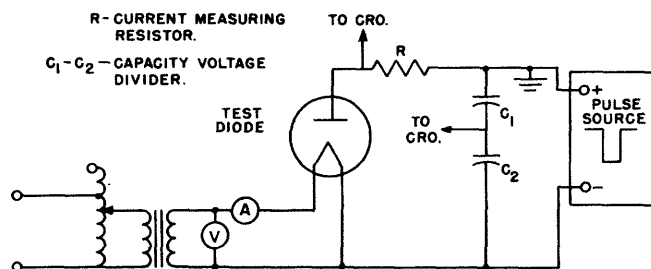 R- CURRENT MEASURING
RESISTOR.
C₁-C₂- CAPACITY VOLTAGE
DIVIDER.
TO CRO.
R
TEST
DIODE
TO
CRO.
C₁
C₂
+
PULSE
SOURCE
-
A
V